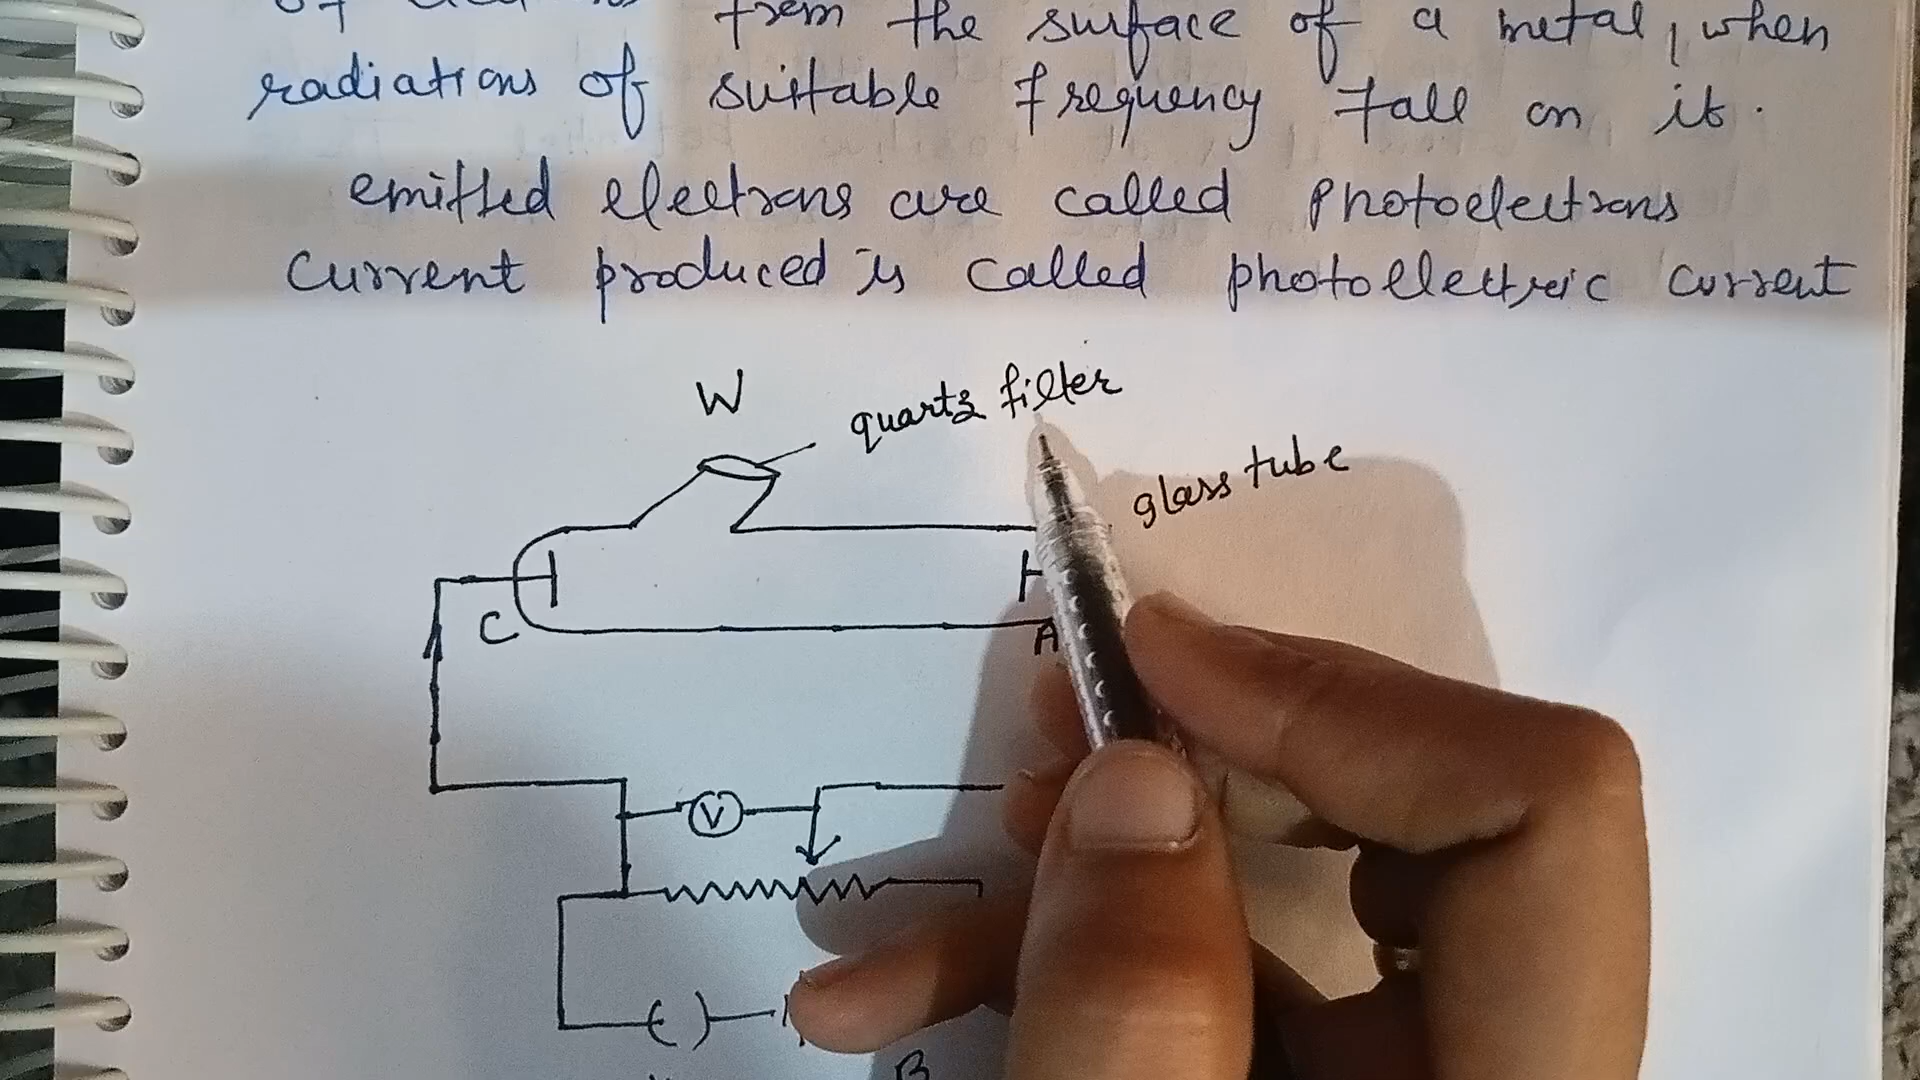 from the surface of a metal, when
radiations of suitable frequency fall on it.
emitted electrons are called photoelectrons
Current produced is called photoelectric current
W
quartz filter
glass tube
C
A
V
B